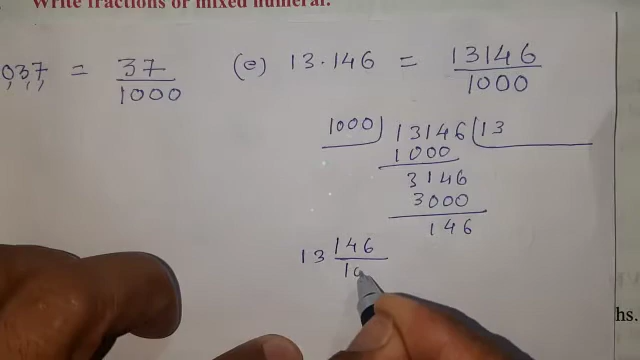 Write fractions or mixed numeral.
037 = 37/1000 (e) 13.146 = 13146/1000
1000 ) 13146 ( 13
1000
3146
3000
146
13 146/10
hs.